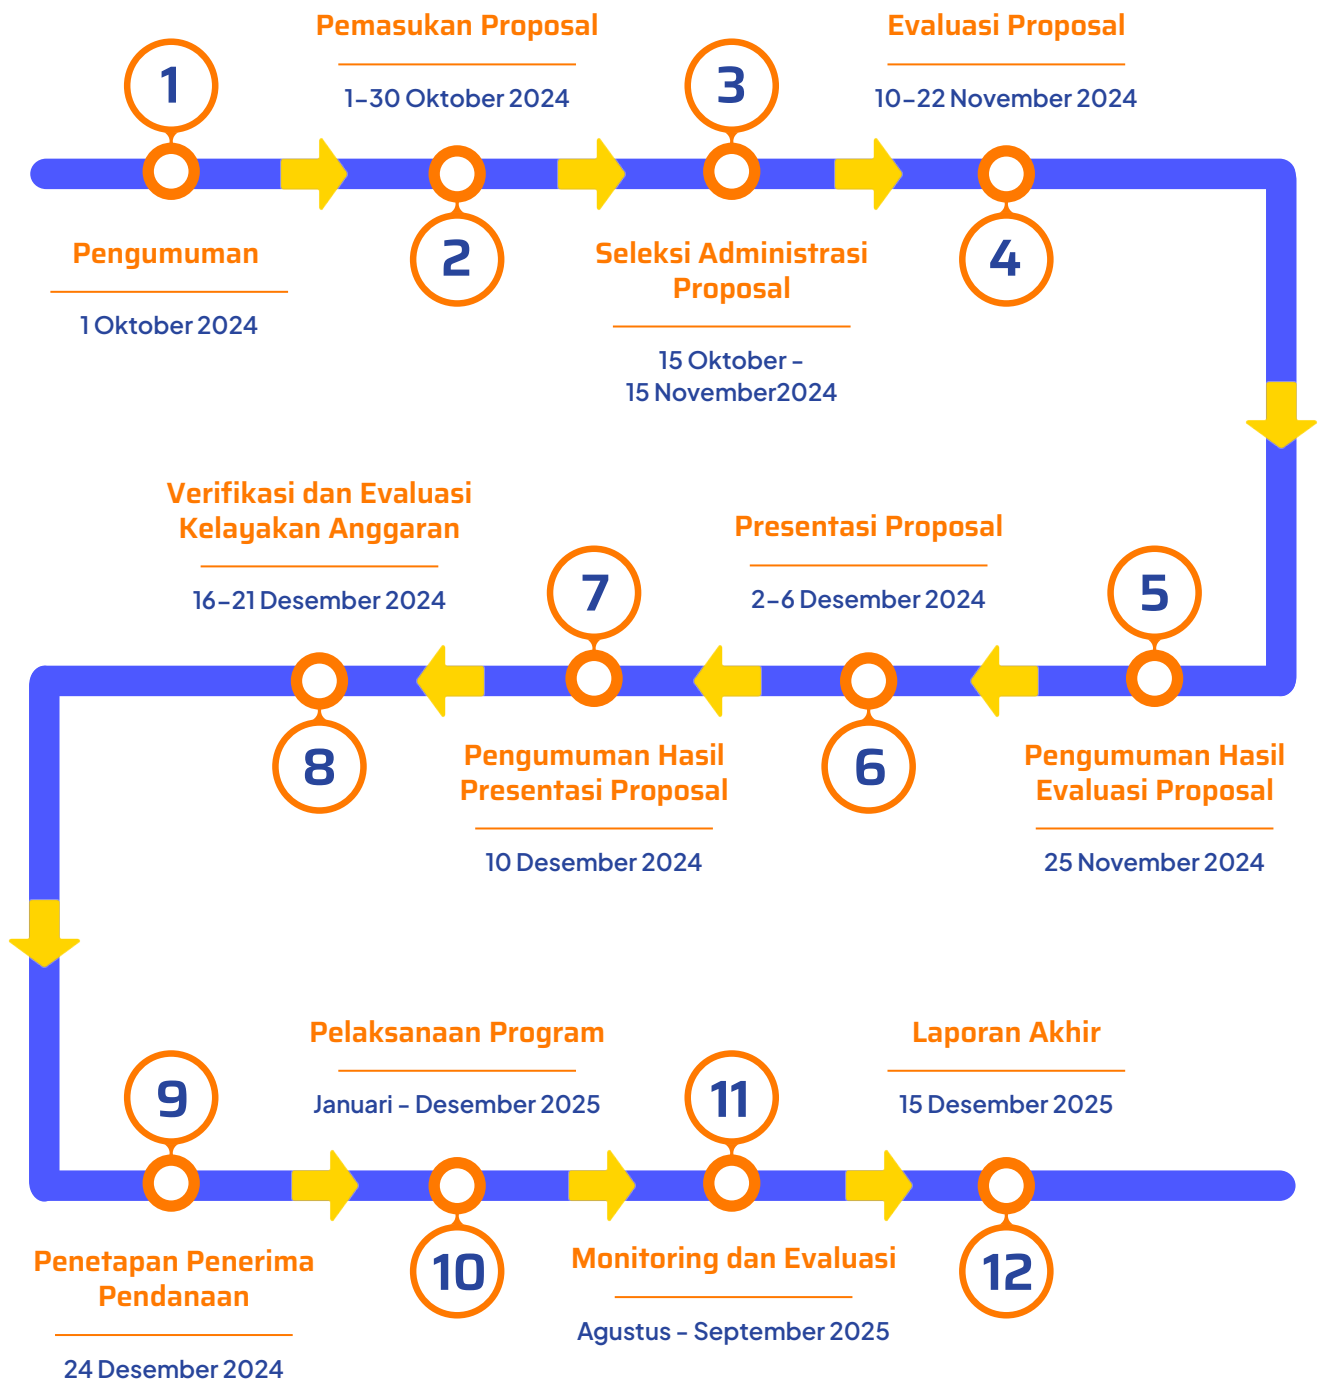 1
Pengumuman
1 Oktober 2024
Pemasukan Proposal
1-30 Oktober 2024
2
3
Seleksi Administrasi
Proposal
15 Oktober -
15 November2024
Evaluasi Proposal
10-22 November 2024
4
5
Pengumuman Hasil
Evaluasi Proposal
25 November 2024
Presentasi Proposal
2-6 Desember 2024
6
7
Pengumuman Hasil
Presentasi Proposal
10 Desember 2024
Verifikasi dan Evaluasi
Kelayakan Anggaran
16-21 Desember 2024
8
9
Penetapan Penerima
Pendanaan
24 Desember 2024
Pelaksanaan Program
Januari - Desember 2025
10
11
Monitoring dan Evaluasi
Agustus - September 2025
Laporan Akhir
15 Desember 2025
12